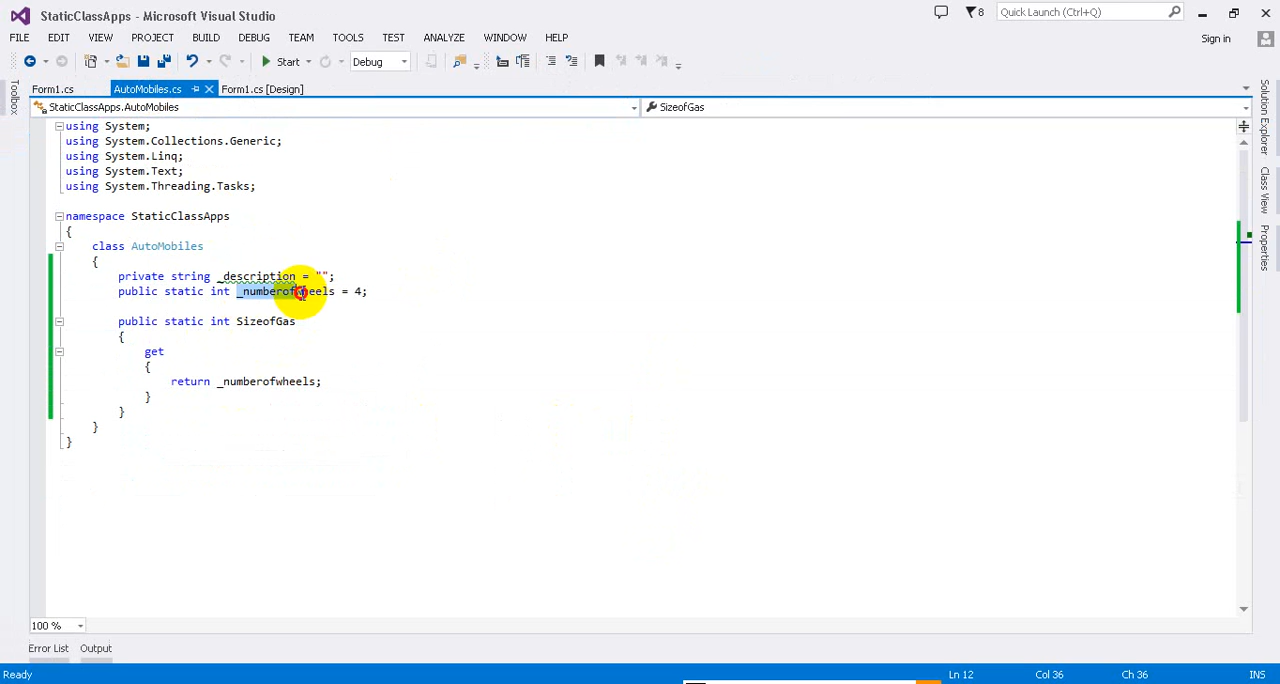 StaticClassApps - Microsoft Visual Studio
8
Quick Launch (Ctrl+Q)
FILE EDIT VIEW PROJECT BUILD DEBUG TEAM TOOLS TEST ANALYZE WINDOW HELP
Sign in
Start
Debug
Form1.cs
AutoMobiles.cs
Form1.cs [Design]
StaticClassApps.AutoMobiles
SizeofGas
using System;
using System.Collections.Generic;
using System.Linq;
using System.Text;
using System.Threading.Tasks;
namespace StaticClassApps
{
class AutoMobiles
{
private string _description = "";
public static int _numberofwheels = 4;
public static int SizeofGas
{
get
{
return _numberofwheels;
}
}
}
}
Toolbox
Solution Explorer
Class View
Properties
100 %
Error List Output
Ready
Ln 12
Col 36
Ch 36
INS